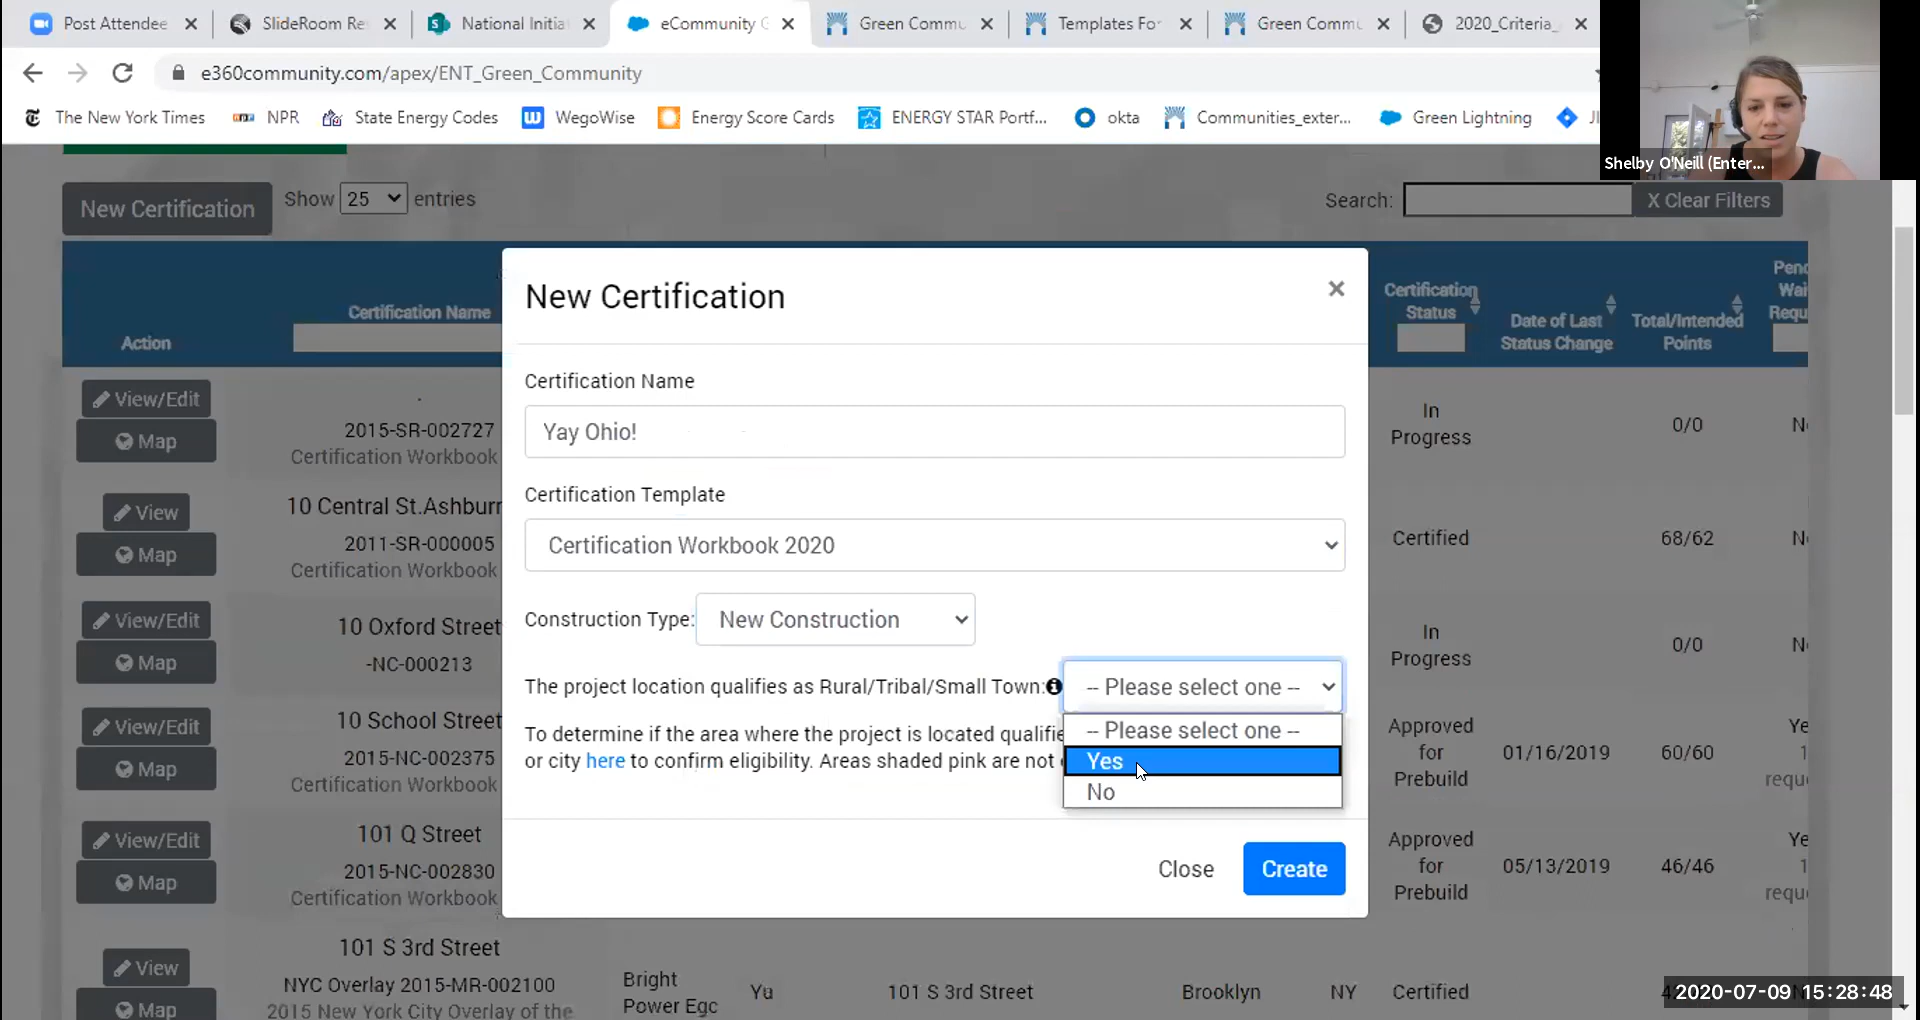 Post Attendee
SlideRoom Re
National Initia
eCommunity G
Green Commu
Templates Fo
Green Commu
2020_Criteria_
e360community.com/apex/ENT_Green_Community
The New York Times
NPR
State Energy Codes
WegoWise
Energy Score Cards
ENERGY STAR Portf...
okta
Communities_exter...
Green Lightning
Shelby O'Neill (Enter...
New Certification
Show 25 entries
Search:
X Clear Filters
Action
Certification Name
Certification
Status
Date of Last
Status Change
Total/Intended
Points
New Certification
×
Certification Name
Yay Ohio!
Certification Template
Certification Workbook 2020
Construction Type: New Construction
The project location qualifies as Rural/Tribal/Small Town: -- Please select one --
-- Please select one --
Yes
No
To determine if the area where the project is located
or city here to confirm eligibility. Areas shaded pink are not
Close
Create
View/Edit
Map
2015-SR-002727
Certification Workbook
In
Progress
0/0
View
Map
10 Central St.Ashburn
2011-SR-000005
Certification Workbook
Certified
68/62
View/Edit
Map
10 Oxford Street
-NC-000213
In
Progress
0/0
View/Edit
Map
10 School Street
2015-NC-002375
Certification Workbook
Approved
for
Prebuild
01/16/2019
60/60
View/Edit
Map
101 Q Street
2015-NC-002830
Certification Workbook
Approved
for
Prebuild
05/13/2019
46/46
View
Map
101 S 3rd Street
NYC Overlay 2015-MR-002100
2015 New York City Overlay of the
Bright
Power Egc
Yu
101 S 3rd Street
Brooklyn
NY
Certified
2020-07-09 15:28:48